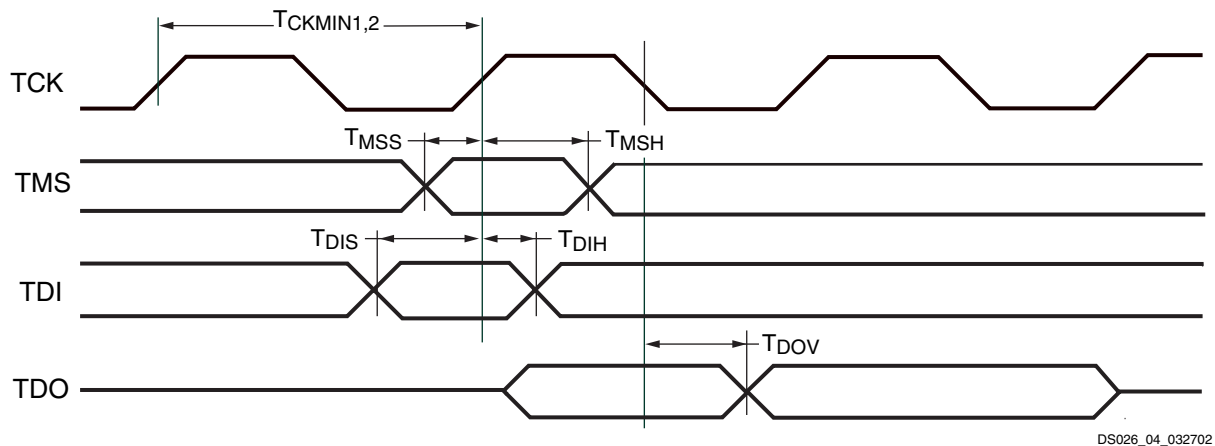 TCKMIN1,2
TCK
TMSS
TMSH
TMS
TDIS
TDIH
TDI
TDOV
TDO
DS026_04_032702